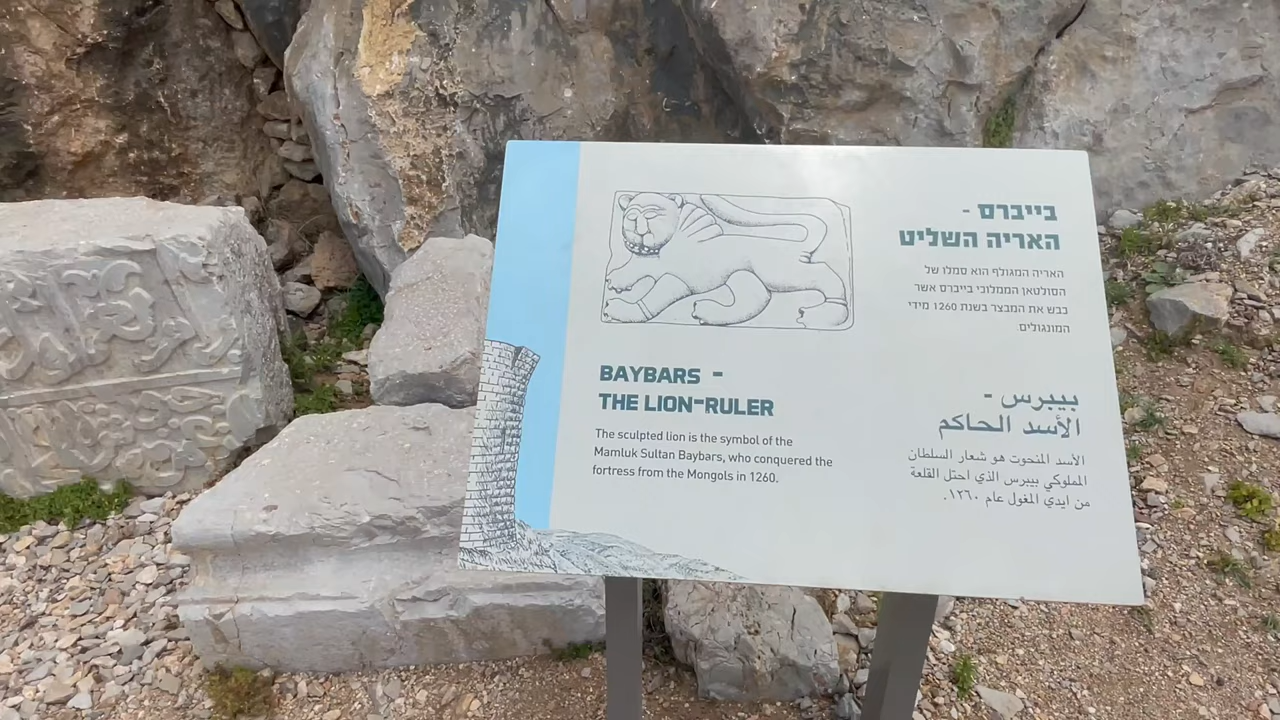 בייברס -
האריה השליט
האריה המגולף הוא סמלו של
הסולטאן הממלוכי בייברס אשר
כבש את המבצר בשנת 1260 מידי
המונגולים.
BAYBARS -
THE LION-RULER
The sculpted lion is the symbol of the
Mamluk Sultan Baybars, who conquered the
fortress from the Mongols in 1260.
بيبرس -
الأسد الحاكم
الأسد المنحوت هو شعار السلطان
المملوكي بيبرس الذي احتل القلعة
من ايدي المغول عام ١٢٦٠.